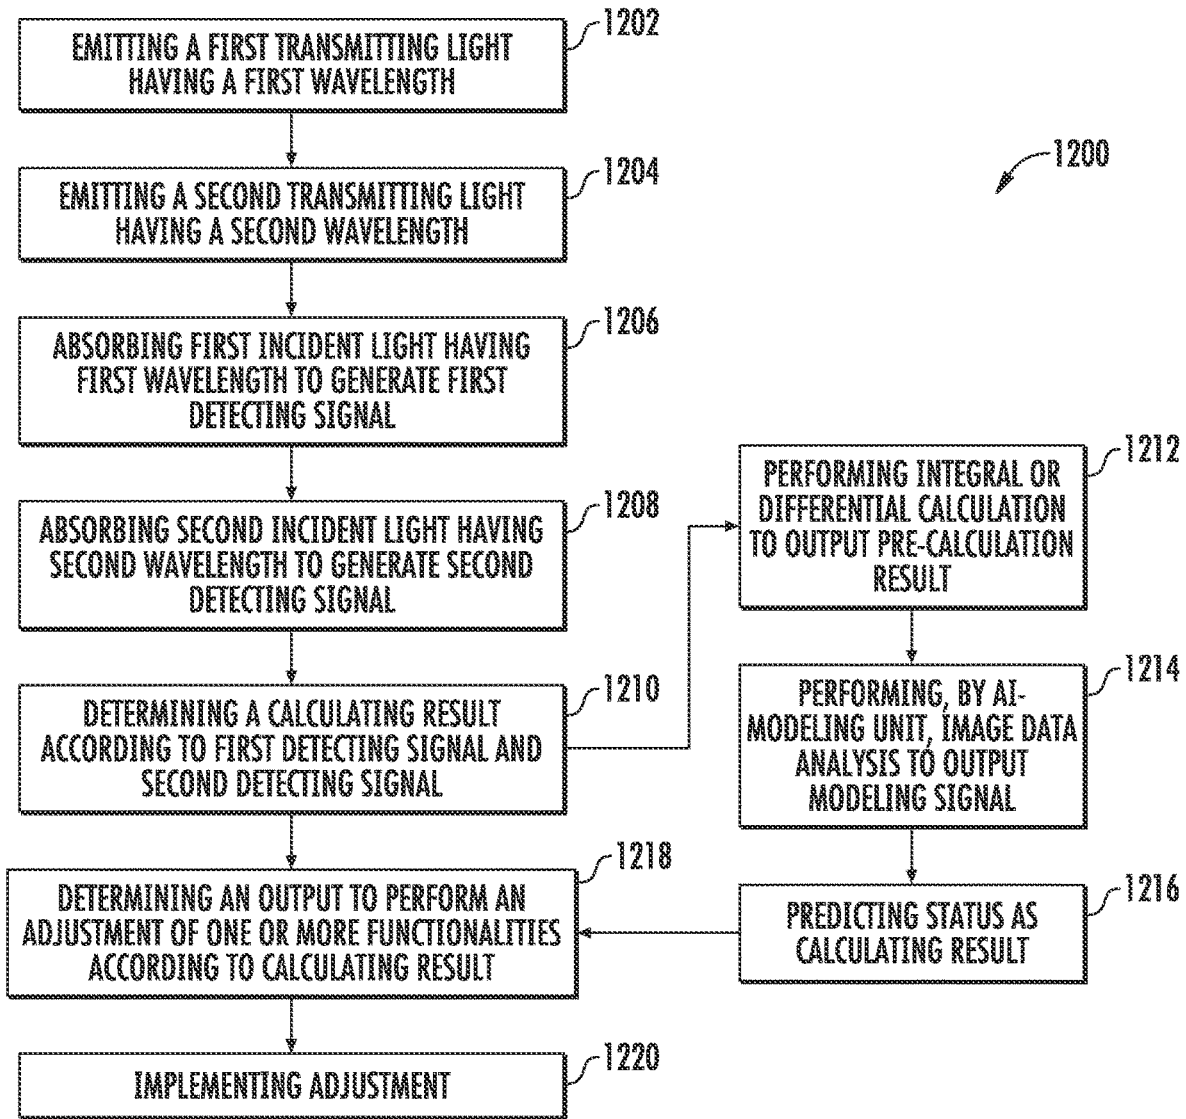 1202
EMITTING A FIRST TRANSMITTING LIGHT
HAVING A FIRST WAVELENGTH
1200
1204
EMITTING A SECOND TRANSMITTING LIGHT
HAVING A SECOND WAVELENGTH
1206
ABSORBING FIRST INCIDENT LIGHT HAVING
FIRST WAVELENGTH TO GENERATE FIRST
DETECTING SIGNAL
1208
ABSORBING SECOND INCIDENT LIGHT HAVING
SECOND WAVELENGTH TO GENERATE SECOND
DETECTING SIGNAL
1210
DETERMINING A CALCULATING RESULT
ACCORDING TO FIRST DETECTING SIGNAL AND
SECOND DETECTING SIGNAL
1212
PERFORMING INTEGRAL OR
DIFFERENTIAL CALCULATION
TO OUTPUT PRE-CALCULATION
RESULT
1214
PERFORMING, BY AI-
MODELING UNIT, IMAGE DATA
ANALYSIS TO OUTPUT
MODELING SIGNAL
1216
PREDICTING STATUS AS
CALCULATING RESULT
1218
DETERMINING AN OUTPUT TO PERFORM AN
ADJUSTMENT OF ONE OR MORE FUNCTIONALITIES
ACCORDING TO CALCULATING RESULT
1220
IMPLEMENTING ADJUSTMENT